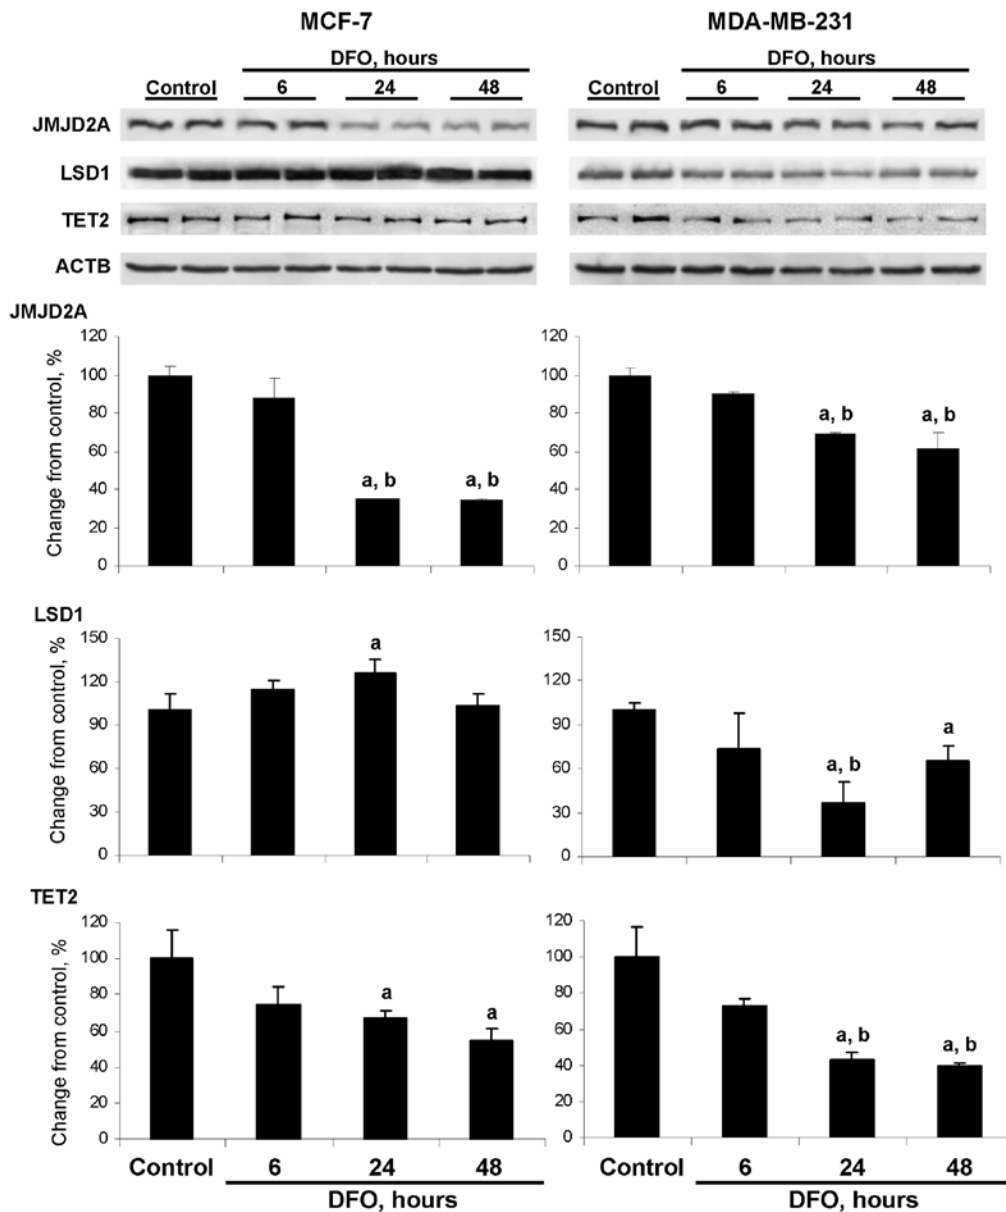 MCF-7 MDA-MB-231
DFO, hours DFO, hours
Control 6 24 48 Control 6 24 48
JMJD2A
LSD1
TET2
ACTB
JMJD2A
Change from control, %
120
100
80
60
40
20
0
a, b a, b
120
100
80
60
40
20
0
a, b a, b
LSD1
Change from control, %
150
120
90
60
30
0
a
150
120
90
60
30
0
a, b a
TET2
Change from control, %
120
100
80
60
40
20
0
a a
120
100
80
60
40
20
0
a, b a, b
Control 6 24 48 Control 6 24 48
DFO, hours DFO, hours